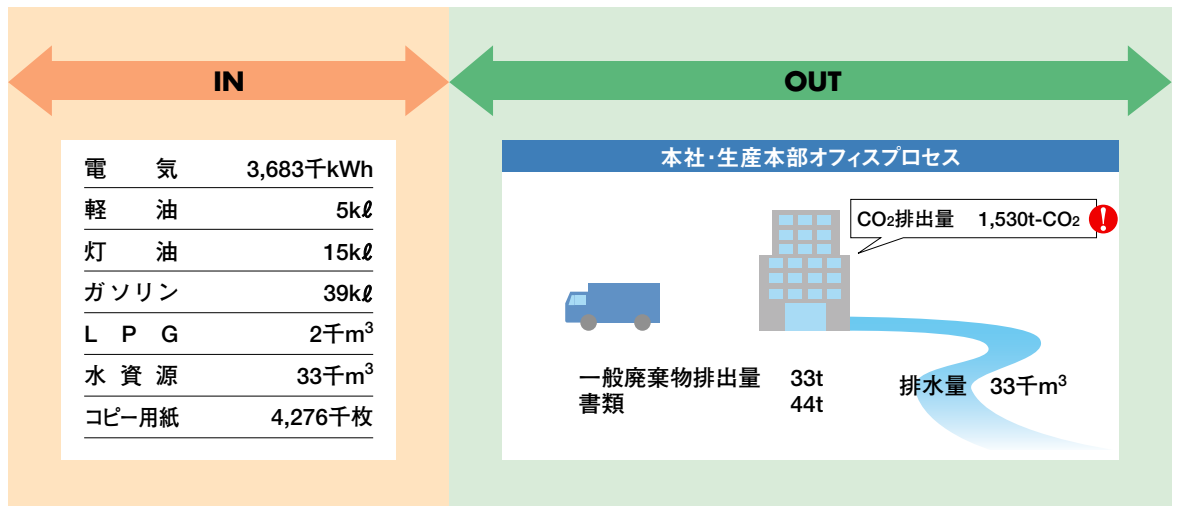 IN
電気 3,683千kWh
軽油 5kℓ
灯油 15kℓ
ガソリン 39kℓ
LPG 2千m³
水資源 33千m³
コピー用紙 4,276千枚
OUT
本社・生産本部オフィスプロセス
CO₂排出量 1,530t-CO₂ !
一般廃棄物排出量 33t
書類 44t
排水量 33千m³